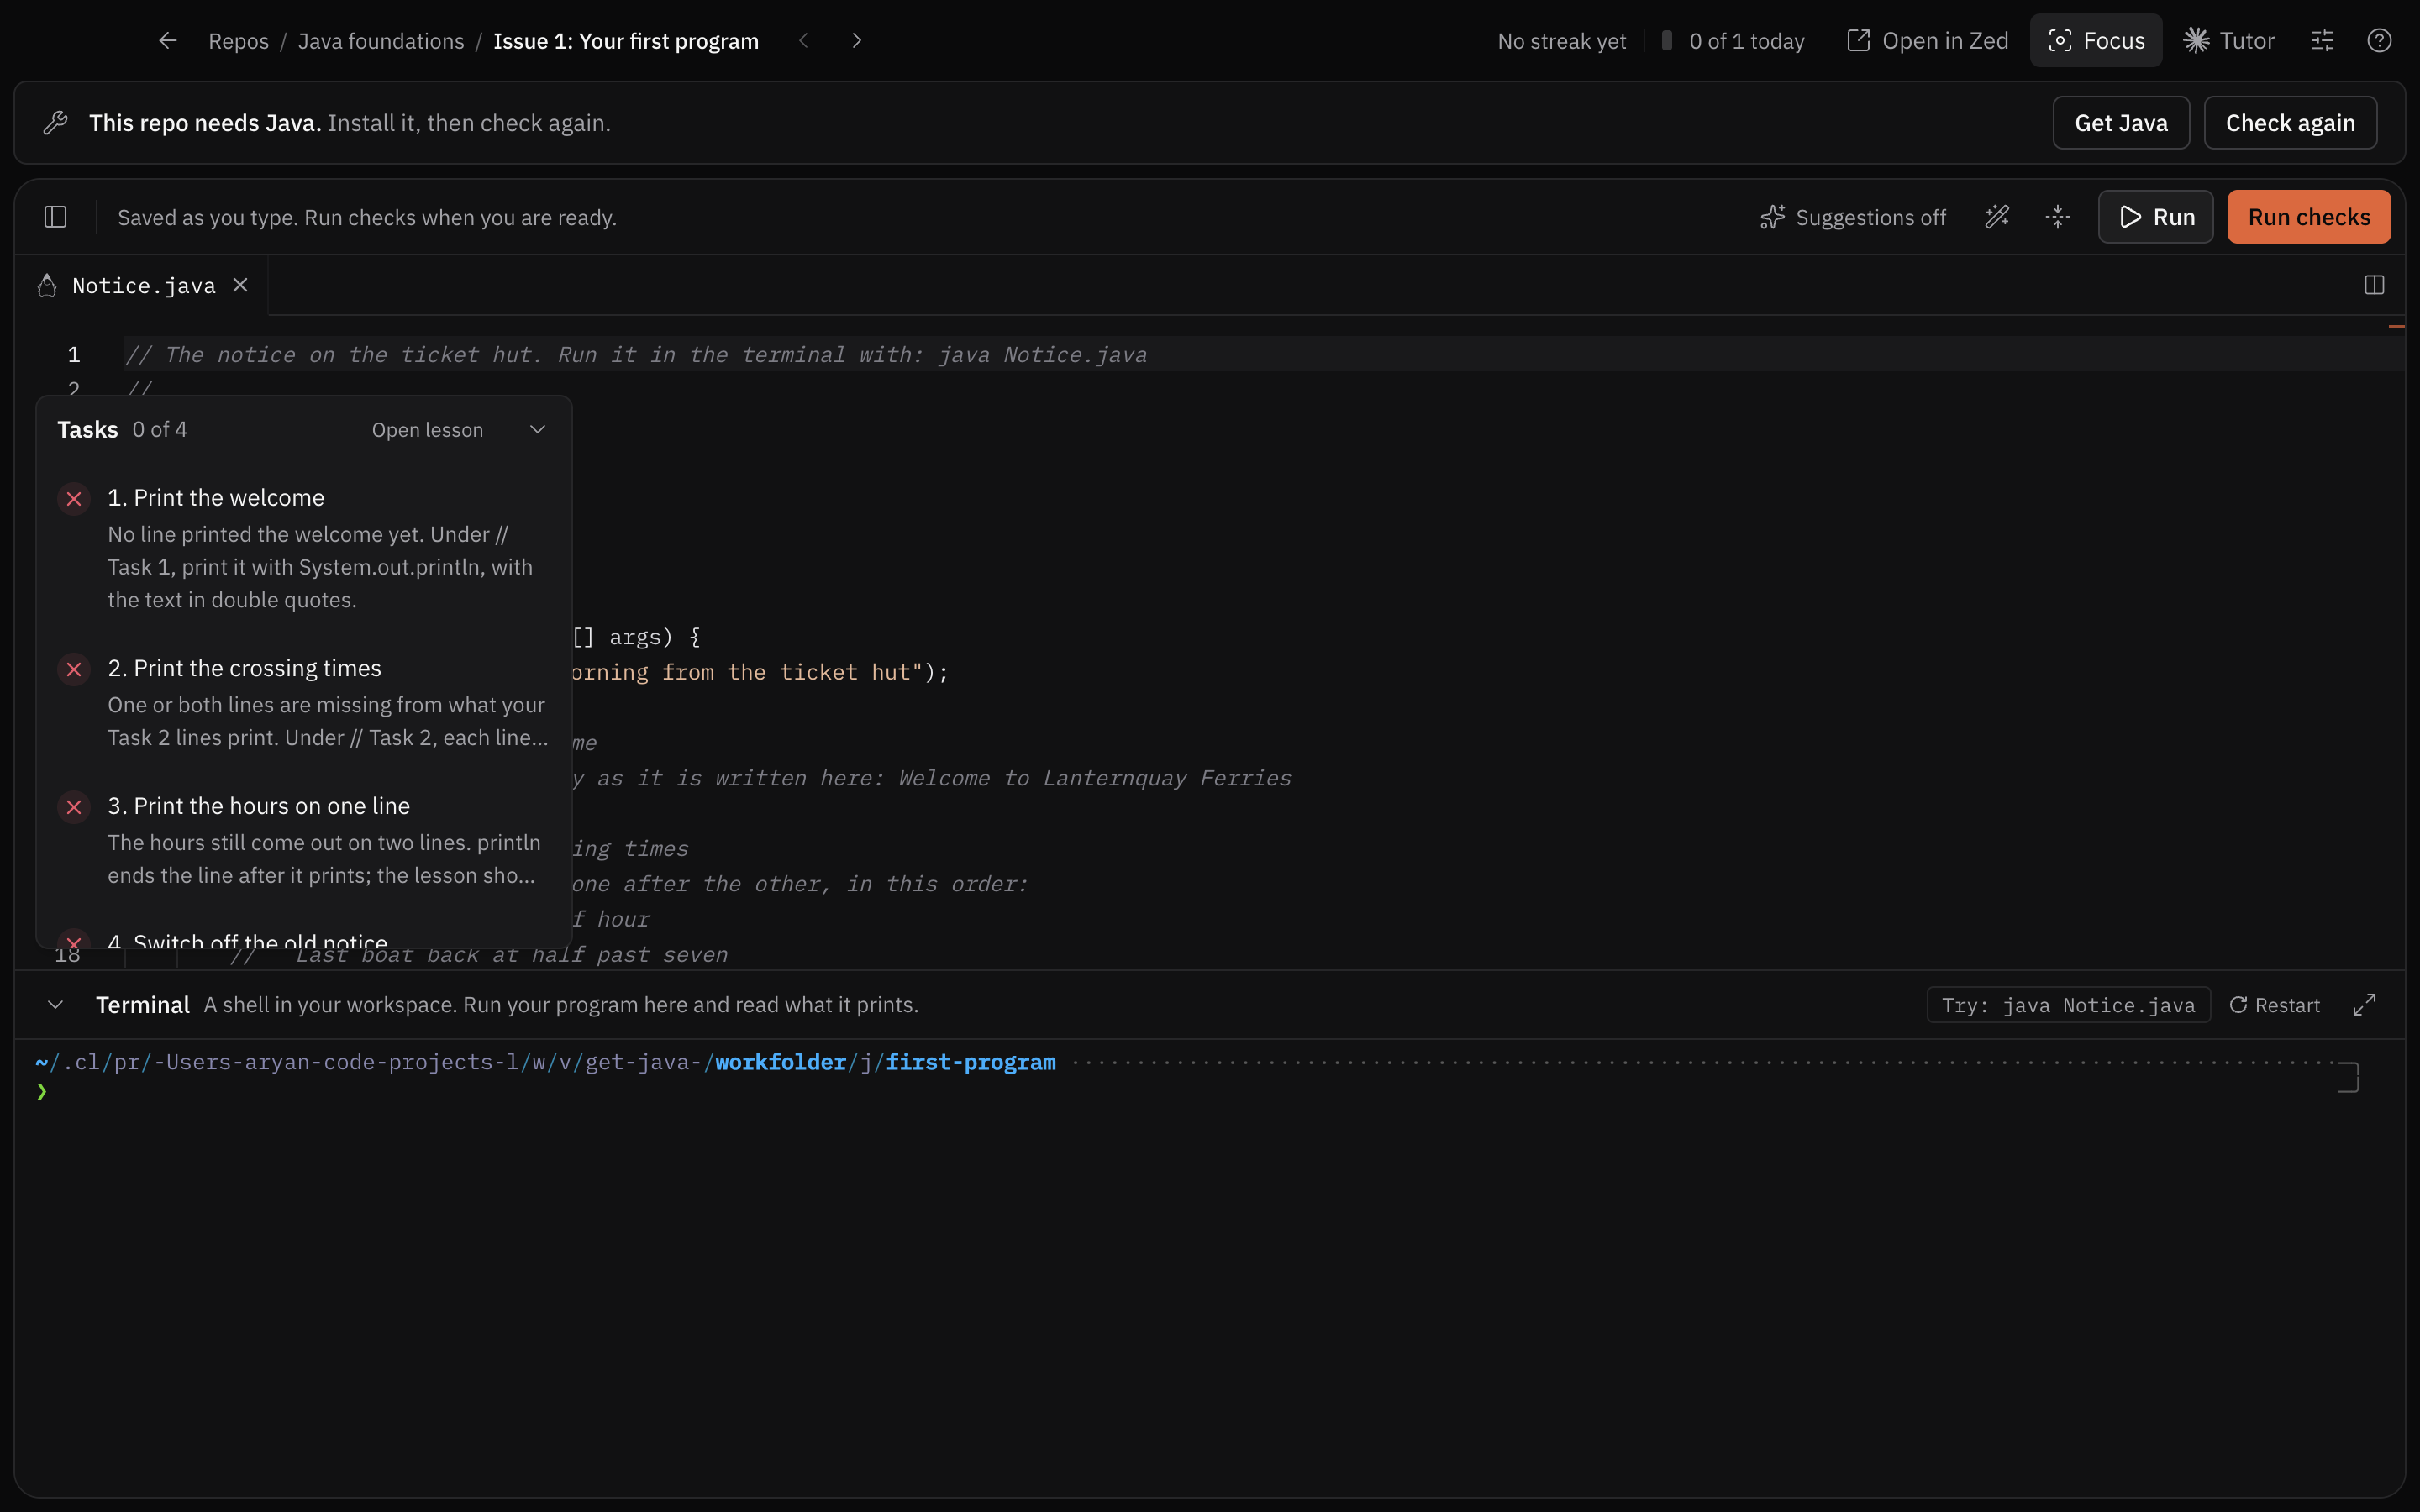 Repos / Java foundations / Issue 1: Your first program
No streak yet
0 of 1 today
Open in Zed
Focus
Tutor
This repo needs Java. Install it, then check again.
Get Java
Check again
Saved as you type. Run checks when you are ready.
Suggestions off
Run
Run checks
Notice.java
1 // The notice on the ticket hut. Run it in the terminal with: java Notice.java
2 //
Tasks 0 of 4
Open lesson
1. Print the welcome
No line printed the welcome yet. Under //
Task 1, print it with System.out.println, with
the text in double quotes.
2. Print the crossing times
One or both lines are missing from what your
Task 2 lines print. Under // Task 2, each line...
3. Print the hours on one line
The hours still come out on two lines. println
ends the line after it prints; the lesson sho...
4. Switch off the old notice
[] args) {
orning from the ticket hut");
me
y as it is written here: Welcome to Lanternquay Ferries
ing times
one after the other, in this order:
f hour
18 // Last boat back at half past seven
Terminal A shell in your workspace. Run your program here and read what it prints.
Try: java Notice.java
Restart
~/.cl/pr/-Users-aryan-code-projects-l/w/v/get-java-/workfolder/j/first-program
❯